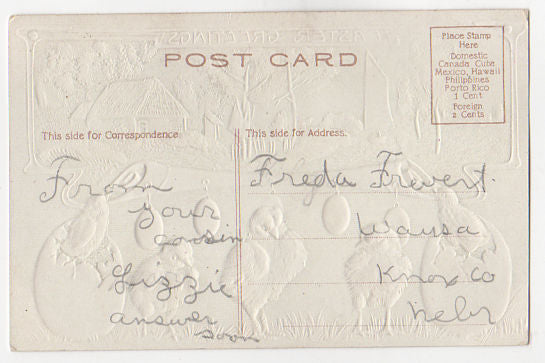 EASTER GREETINGS
POST CARD
Place Stamp
Here
Domestic
Canada Cuba
Mexico, Hawaii
Philippines
Porto Rico
1 Cent
Foreign
2 Cents
This side for Correspondence.
This side for Address.
From
your
cousin
Lizzie
answer
soon
Freda Frevert.
Wausa
Knox Co
Nebr